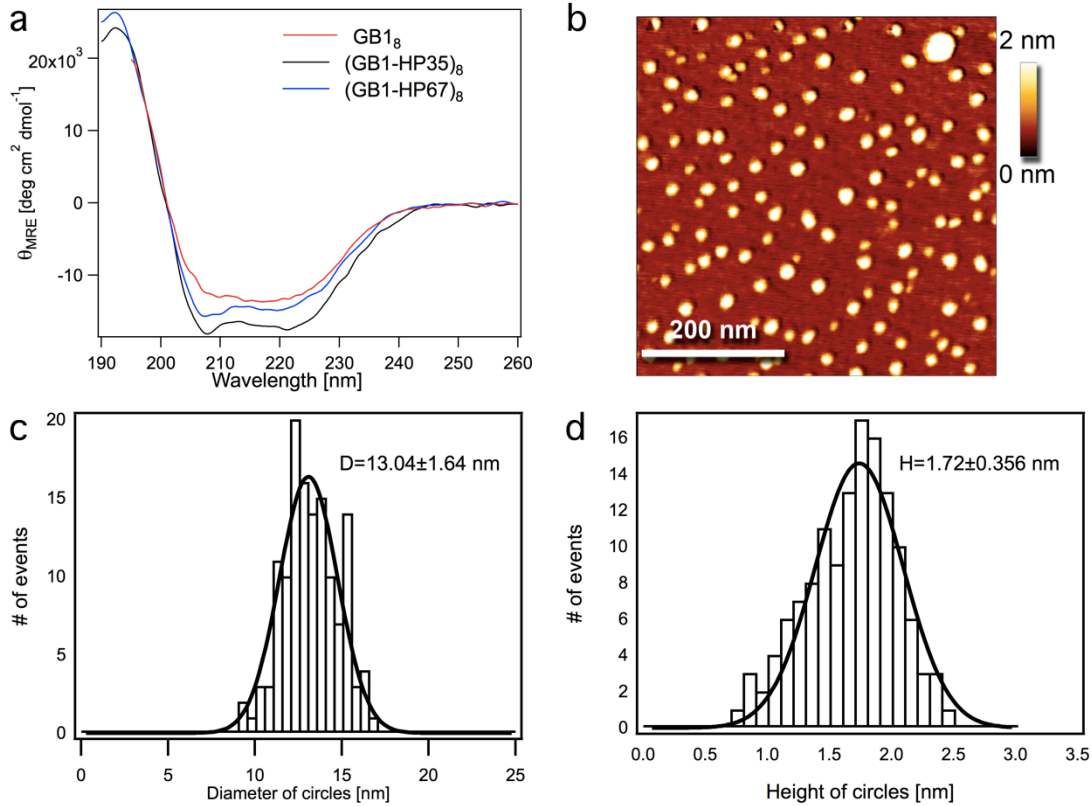 a
GB1₈
(GB1-HP35)₈
(GB1-HP67)₈
20x10³
10
0
-10
θMRE [deg cm² dmol⁻¹]
190 200 210 220 230 240 250 260
Wavelength [nm]
b
2 nm
0 nm
200 nm
c
D=13.04±1.64 nm
20
15
10
5
0
# of events
0 5 10 15 20 25
Diameter of circles [nm]
d
H=1.72±0.356 nm
16
14
12
10
8
6
4
2
0
# of events
0.0 0.5 1.0 1.5 2.0 2.5 3.0 3.5
Height of circles [nm]